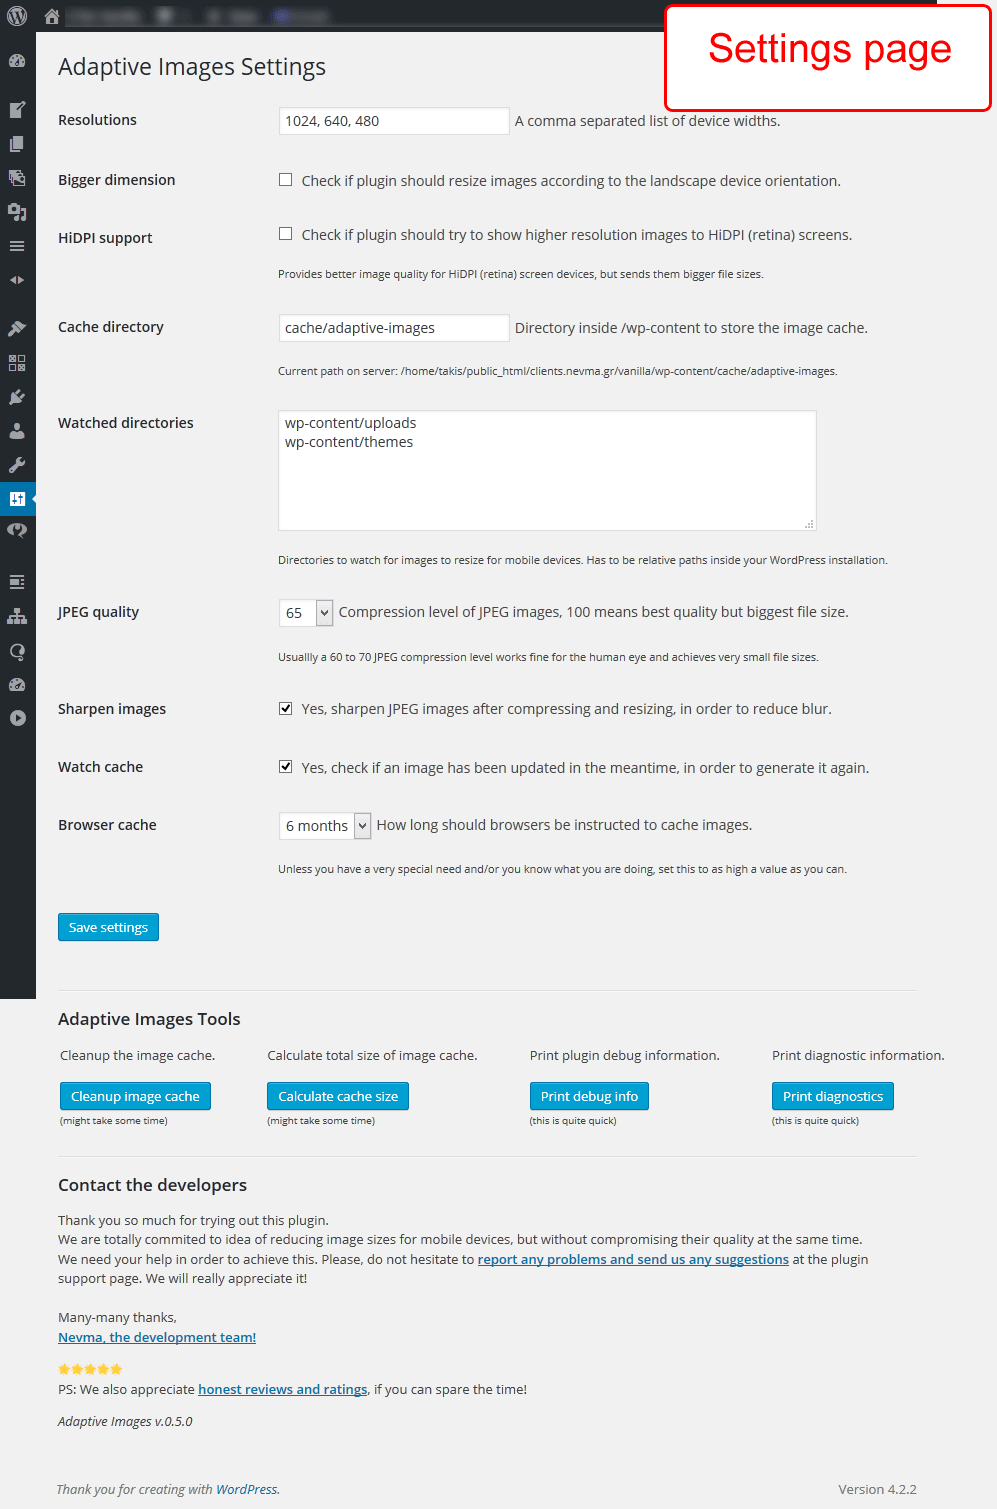 Settings page
Adaptive Images Settings
Resolutions
1024, 640, 480
A comma separated list of device widths.
Bigger dimension
Check if plugin should resize images according to the landscape device orientation.
HiDPI support
Check if plugin should try to show higher resolution images to HiDPI (retina) screens.
Provides better image quality for HiDPI (retina) screen devices, but sends them bigger file sizes.
Cache directory
cache/adaptive-images
Directory inside /wp-content to store the image cache.
Current path on server: /home/takis/public_html/clients.nevma.gr/vanilla/wp-content/cache/adaptive-images.
Watched directories
wp-content/uploads
wp-content/themes
Directories to watch for images to resize for mobile devices. Has to be relative paths inside your WordPress installation.
JPEG quality
65
Compression level of JPEG images, 100 means best quality but biggest file size.
Usuallly a 60 to 70 JPEG compression level works fine for the human eye and achieves very small file sizes.
Sharpen images
Yes, sharpen JPEG images after compressing and resizing, in order to reduce blur.
Watch cache
Yes, check if an image has been updated in the meantime, in order to generate it again.
Browser cache
6 months
How long should browsers be instructed to cache images.
Unless you have a very special need and/or you know what you are doing, set this to as high a value as you can.
Save settings
Adaptive Images Tools
Cleanup the image cache.
Calculate total size of image cache.
Print plugin debug information.
Print diagnostic information.
Cleanup image cache
Calculate cache size
Print debug info
Print diagnostics
(might take some time)
(might take some time)
(this is quite quick)
(this is quite quick)
Contact the developers
Thank you so much for trying out this plugin.
We are totally commited to idea of reducing image sizes for mobile devices, but without compromising their quality at the same time.
We need your help in order to achieve this. Please, do not hesitate to report any problems and send us any suggestions at the plugin
support page. We will really appreciate it!
Many-many thanks,
Nevma, the development team!
PS: We also appreciate honest reviews and ratings, if you can spare the time!
Adaptive Images v.0.5.0
Thank you for creating with WordPress.
Version 4.2.2